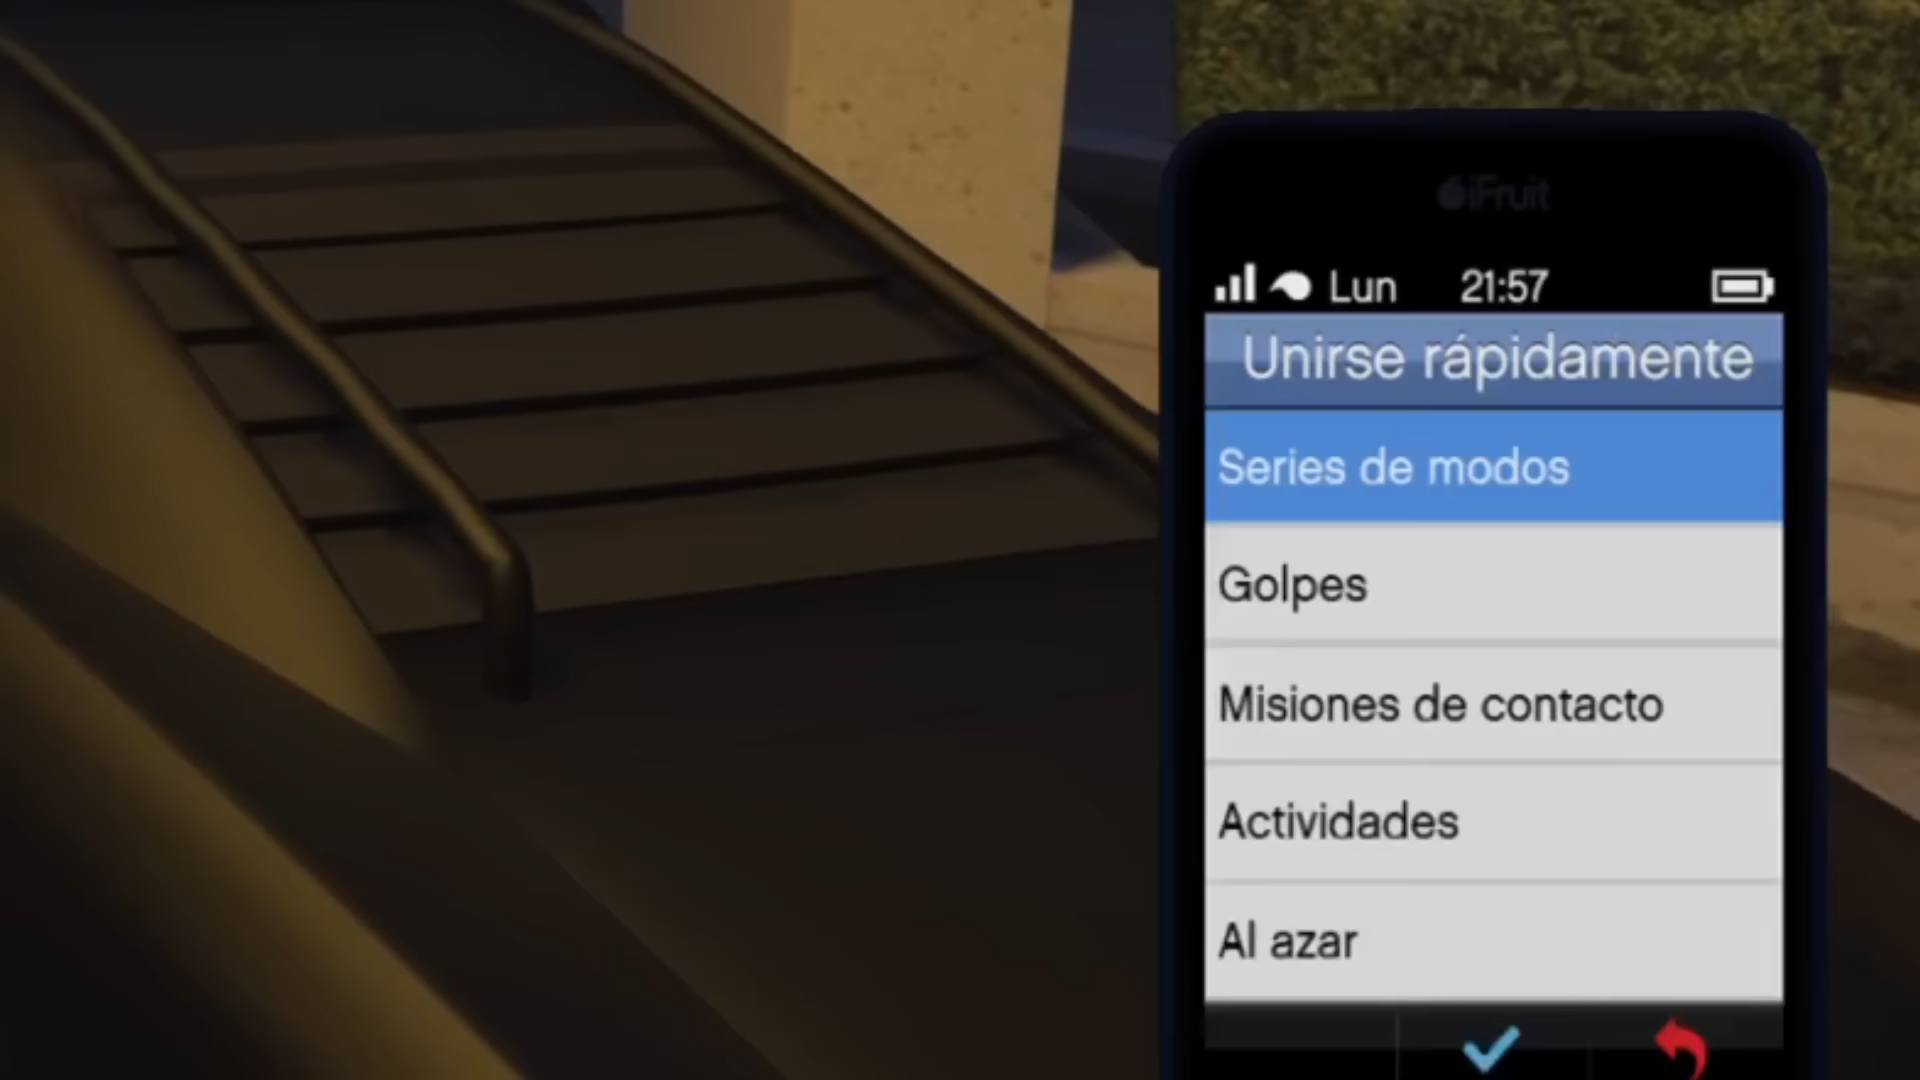 iFruit
Lun 21:57
Unirse rápidamente
Series de modos
Golpes
Misiones de contacto
Actividades
Al azar